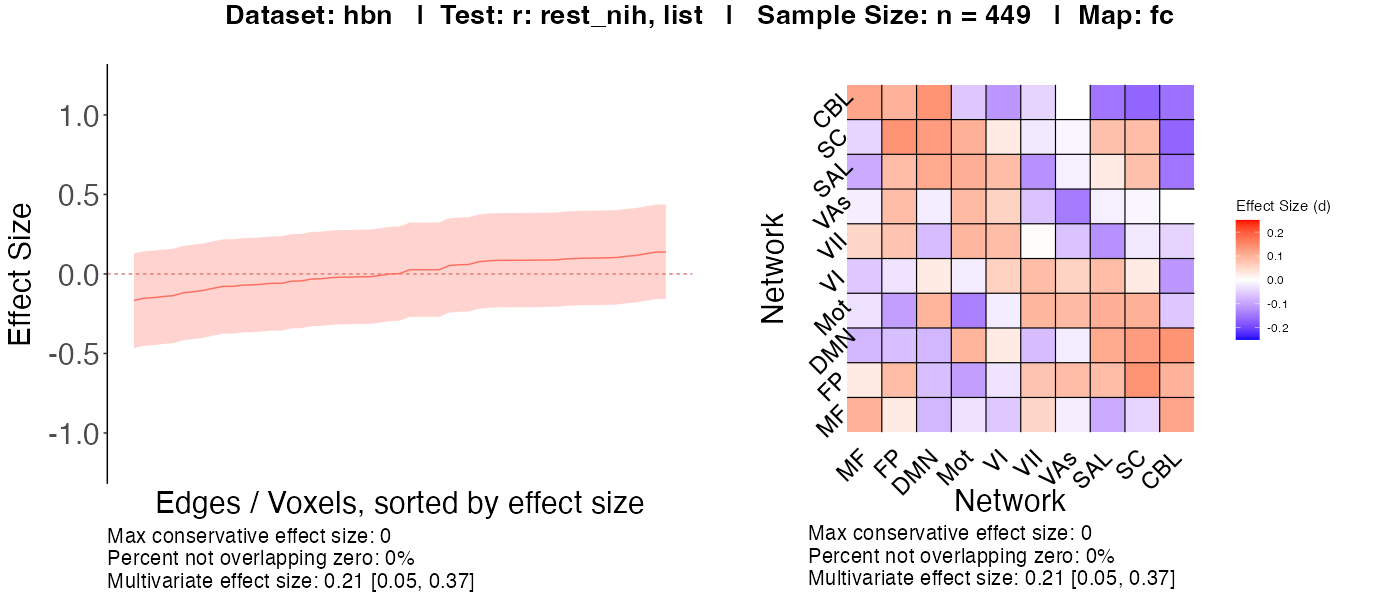 Dataset: hbn | Test: r: rest_nih, list | Sample Size: n = 449 | Map: fc
Effect Size
1.0
0.5
0.0
-0.5
-1.0
Edges / Voxels, sorted by effect size
Max conservative effect size: 0
Percent not overlapping zero: 0%
Multivariate effect size: 0.21 [0.05, 0.37]
Network
CBL
SC
SAL
VAs
VII
VI
Mot
DMN
FP
MF
MF FP DMN Mot VI VII VAs SAL SC CBL
Network
Max conservative effect size: 0
Percent not overlapping zero: 0%
Multivariate effect size: 0.21 [0.05, 0.37]
Effect Size (d)
0.2
0.1
0.0
-0.1
-0.2